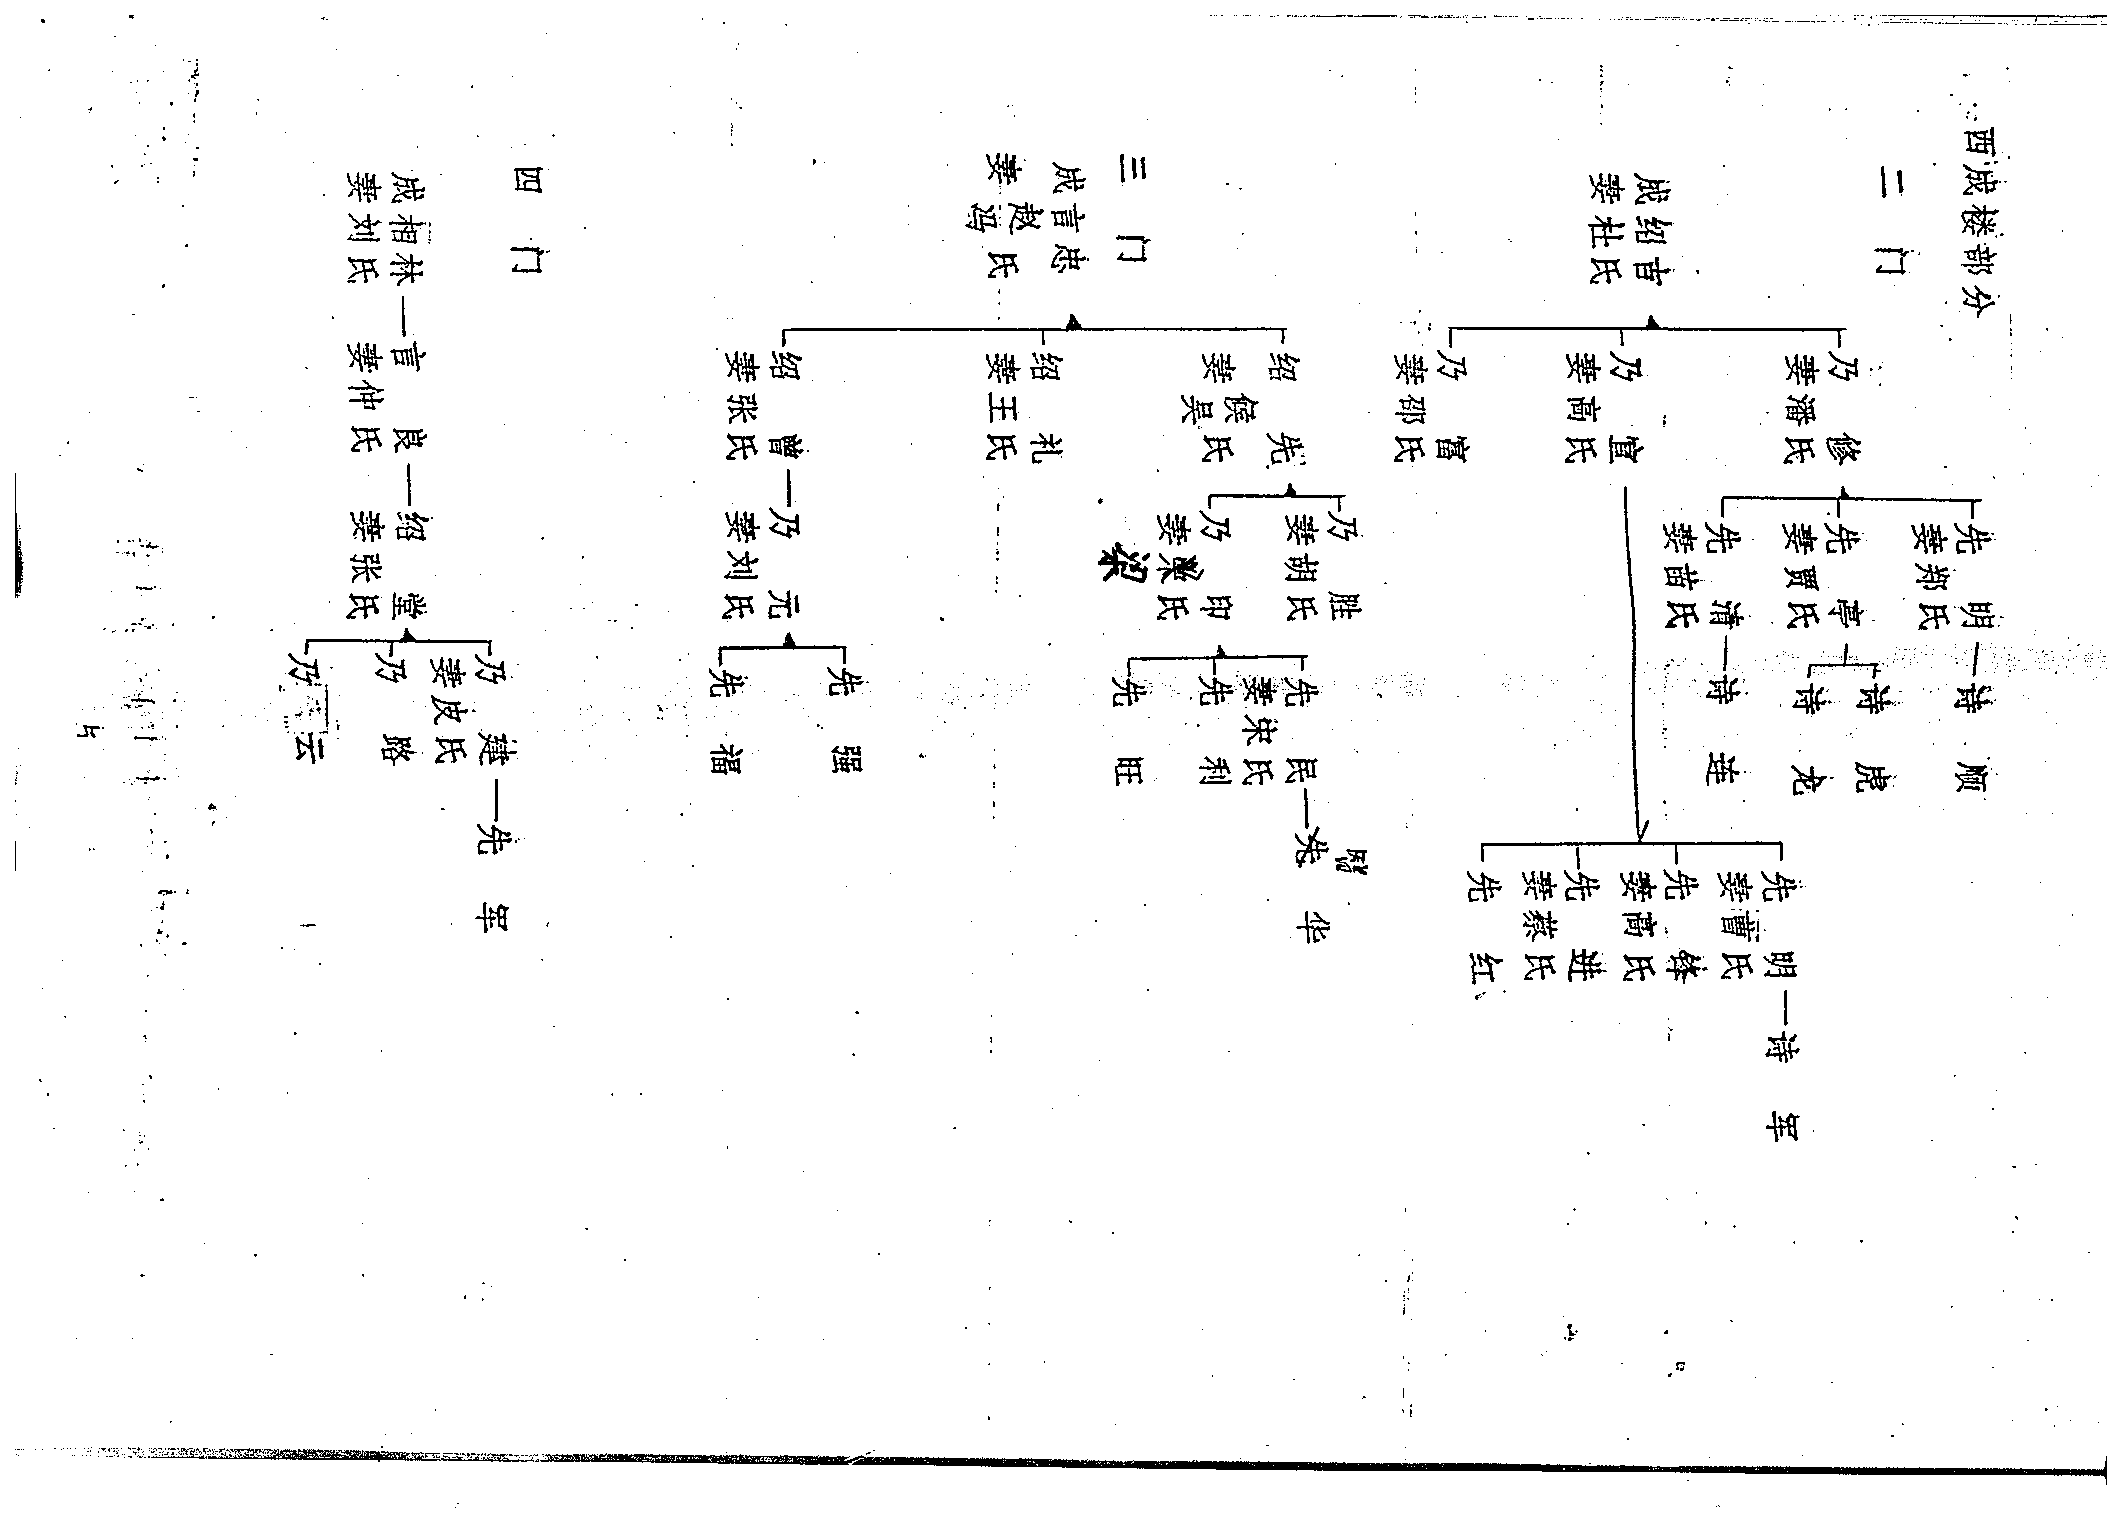 西成楼部分
二门
成绍言
妻杜氏
乃修
妻潘氏
先明
妻郑氏
诗顺
先亭
妻贾氏
诗虎
诗龙
先清
妻苗氏
诗连
乃宣
妻高氏
先明
妻曹氏
诗军
先锋
妻高氏
先进
妻蔡氏
先红
乃富
妻邵氏
三门
成言忠
妻赵冯氏
绍先
妻侯吴氏
乃胜
妻胡氏
乃印
妻梁氏
梁
先民
妻宋氏
先华
先利
先旺
绍礼
妻王氏
绍曾
妻张氏
乃元
妻刘氏
先强
先福
四门
成相林
妻刘氏
言良
妻仲氏
绍堂
妻张氏
乃建
妻皮氏
先军
乃路
乃云